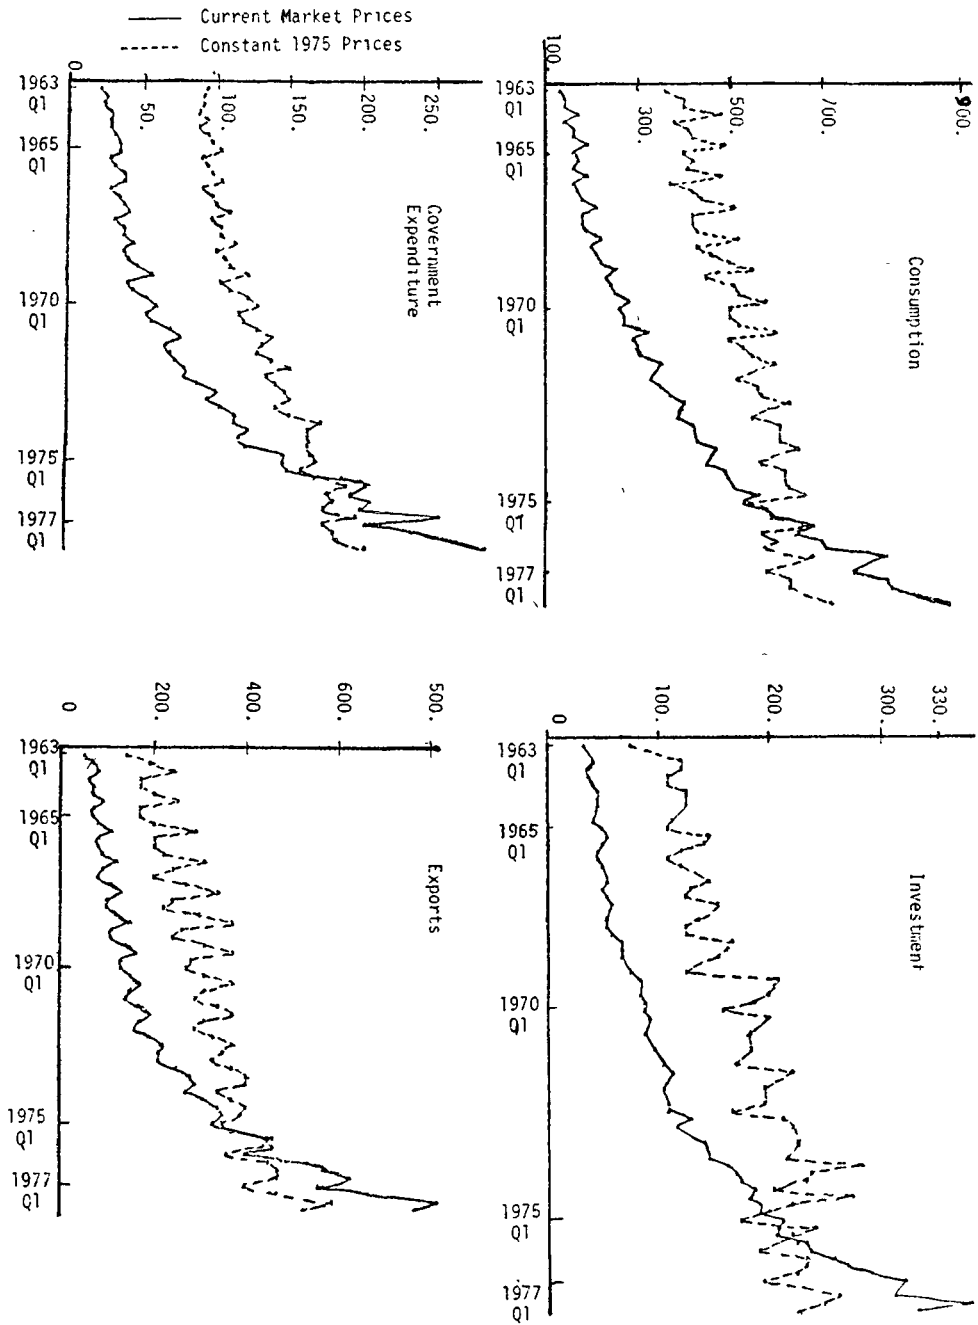 Current Market Prices
Constant 1975 Prices
0
50.
100.
150.
200.
250.
1963
Q1
1965
Q1
1970
Q1
1975
Q1
1977
Q1
Government
Expenditure
100.
300.
500.
700.
900.
1963
Q1
1965
Q1
1970
Q1
1975
Q1
1977
Q1
Consumption
0
200.
400.
600
500.
1963
Q1
1965
Q1
1970
Q1
1975
Q1
1977
Q1
Exports
0
100.
200.
300.
330.
1963
Q1
1965
Q1
1970
Q1
1975
Q1
1977
Q1
Investment